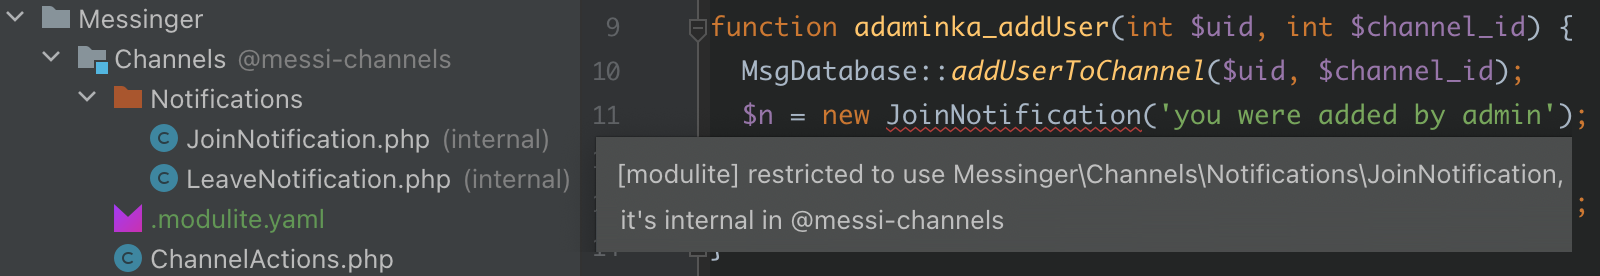 Messinger
Channels @messi-channels
Notifications
JoinNotification.php (internal)
LeaveNotification.php (internal)
.modulite.yaml
ChannelActions.php
9 function adaminka_addUser(int $uid, int $channel_id) {
10 MsgDatabase::addUserToChannel($uid, $channel_id);
11 $n = new JoinNotification('you were added by admin');
[modulite] restricted to use Messinger\Channels\Notifications\JoinNotification,
it's internal in @messi-channels
;
}